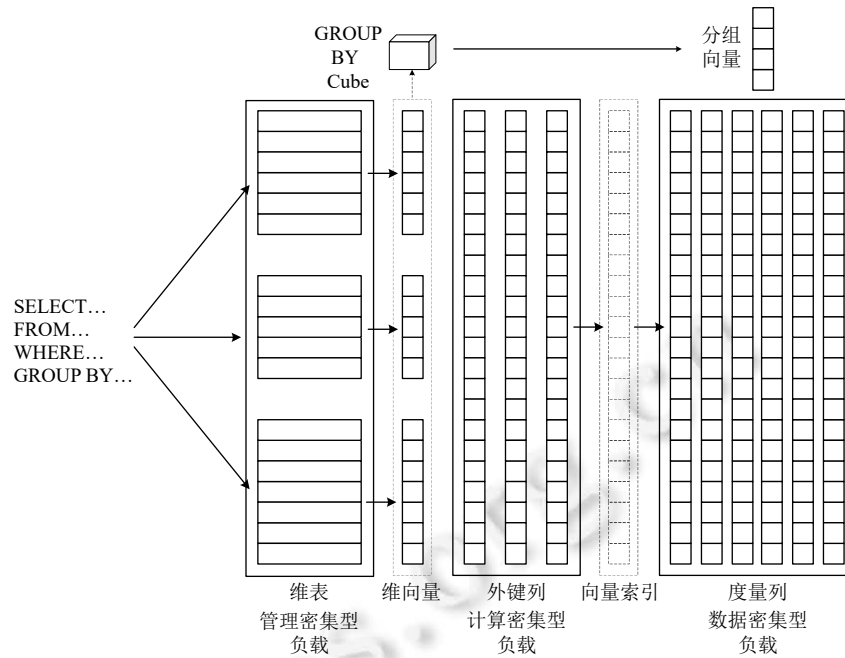 GROUP
BY
Cube
分组
向量
SELECT…
FROM…
WHERE…
GROUP BY…
维表
管理密集型
负载
维向量
外键列
计算密集型
负载
向量索引
度量列
数据密集型
负载
s.org.cn